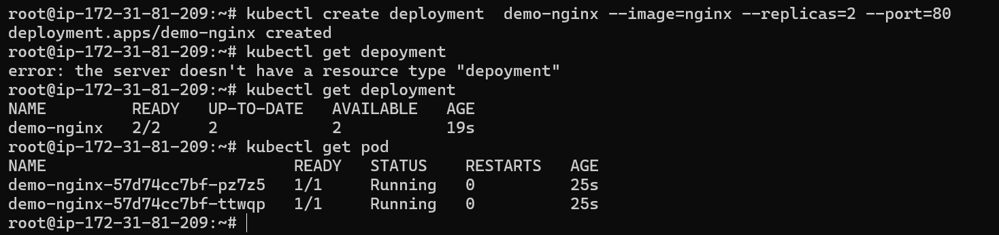 root@ip-172-31-81-209:~# kubectl create deployment  demo-nginx --image=nginx --replicas=2 --port=80
deployment.apps/demo-nginx created
root@ip-172-31-81-209:~# kubectl get depoyment
error: the server doesn't have a resource type "depoyment"
root@ip-172-31-81-209:~# kubectl get deployment
NAME         READY   UP-TO-DATE   AVAILABLE   AGE
demo-nginx   2/2     2            2           19s
root@ip-172-31-81-209:~# kubectl get pod
NAME                          READY   STATUS    RESTARTS   AGE
demo-nginx-57d74cc7bf-pz7z5   1/1     Running   0          25s
demo-nginx-57d74cc7bf-ttwqp   1/1     Running   0          25s
root@ip-172-31-81-209:~#